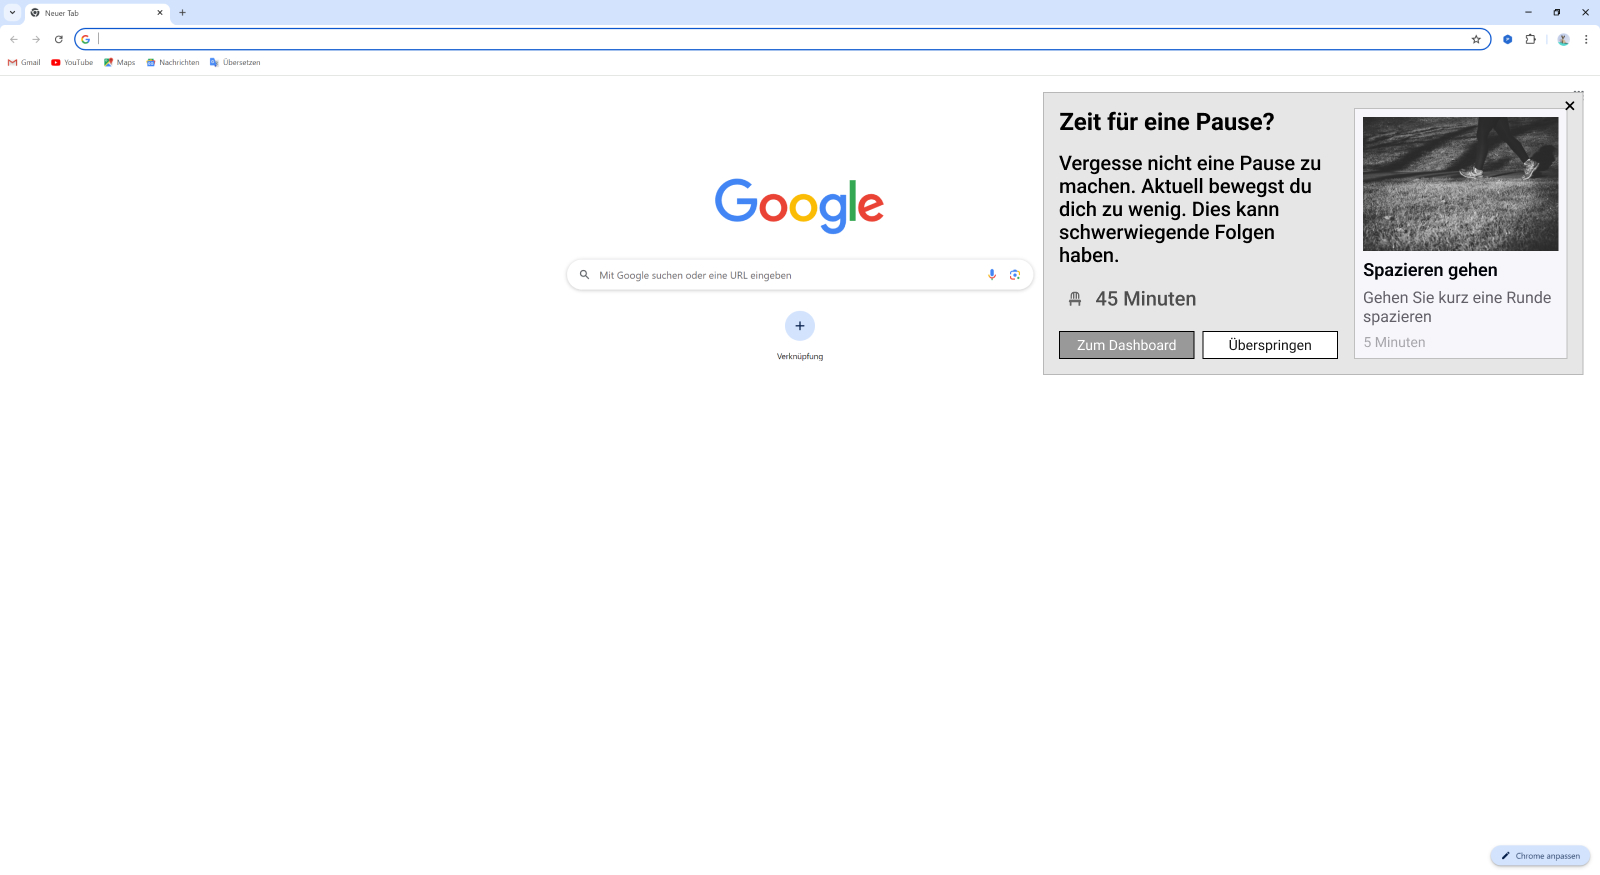 Neuer Tab
Gmail
YouTube
Maps
Nachrichten
Übersetzen
Google
Mit Google suchen oder eine URL eingeben
Verknüpfung
Zeit für eine Pause?
Vergesse nicht eine Pause zu
machen. Aktuell bewegst du
dich zu wenig. Dies kann
schwerwiegende Folgen
haben.
45 Minuten
Zum Dashboard
Überspringen
Spazieren gehen
Gehen Sie kurz eine Runde
spazieren
5 Minuten
Chrome anpassen